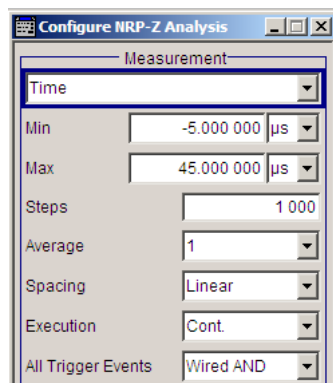 Configure NRP-Z Analysis
Measurement
Time
Min -5.000 000 µs
Max 45.000 000 µs
Steps 1 000
Average 1
Spacing Linear
Execution Cont.
All Trigger Events Wired AND